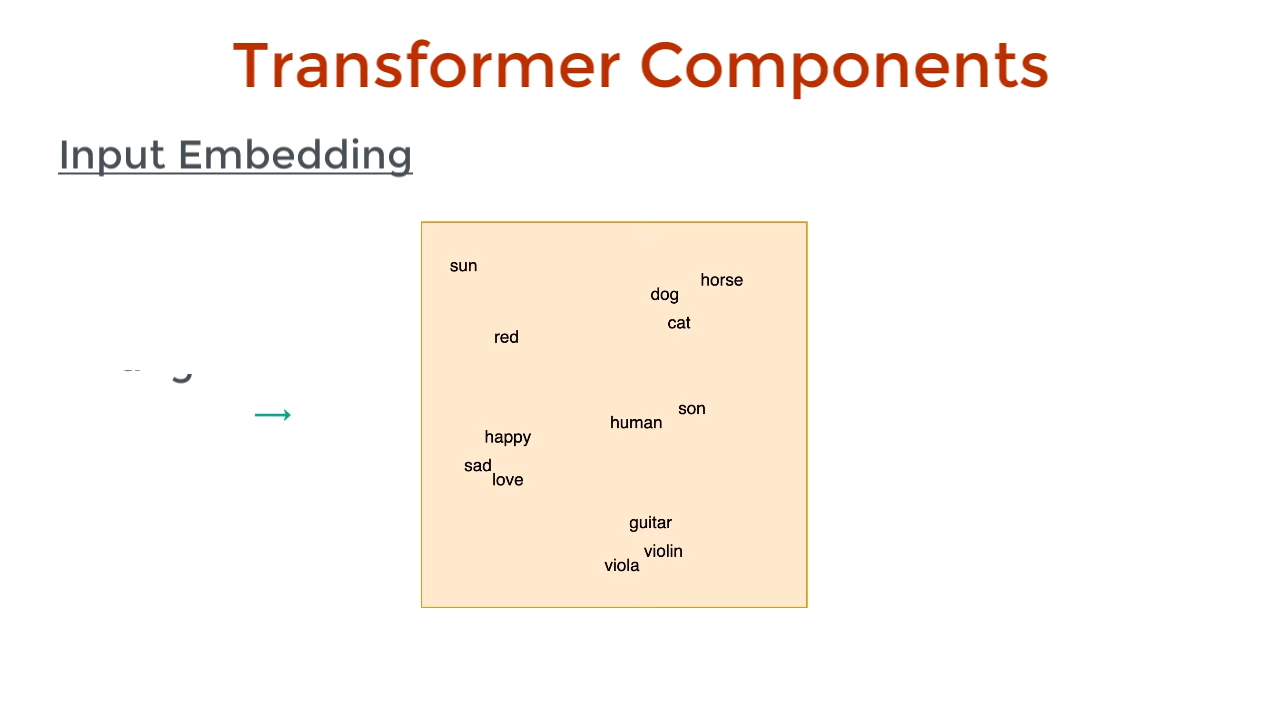 Transformer Components
Input Embedding
sun
horse
dog
cat
red
son
human
happy
sad
love
guitar
violin
viola